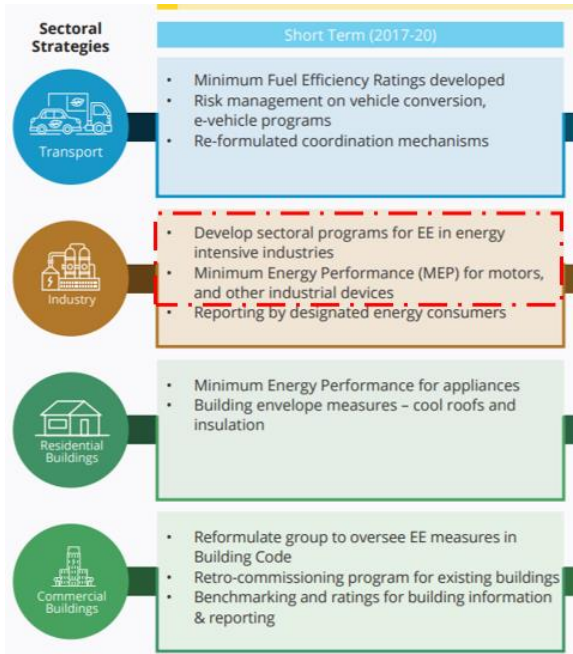 Sectoral
Strategies
Short Term (2017-20)
Transport
• Minimum Fuel Efficiency Ratings developed
• Risk management on vehicle conversion,
e-vehicle programs
• Re-formulated coordination mechanisms
Industry
• Develop sectoral programs for EE in energy
intensive industries
• Minimum Energy Performance (MEP) for motors,
and other industrial devices
• Reporting by designated energy consumers
Residential
Buildings
• Minimum Energy Performance for appliances
• Building envelope measures – cool roofs and
insulation
Commercial
Buildings
• Reformulate group to oversee EE measures in
Building Code
• Retro-commissioning program for existing buildings
• Benchmarking and ratings for building information
& reporting